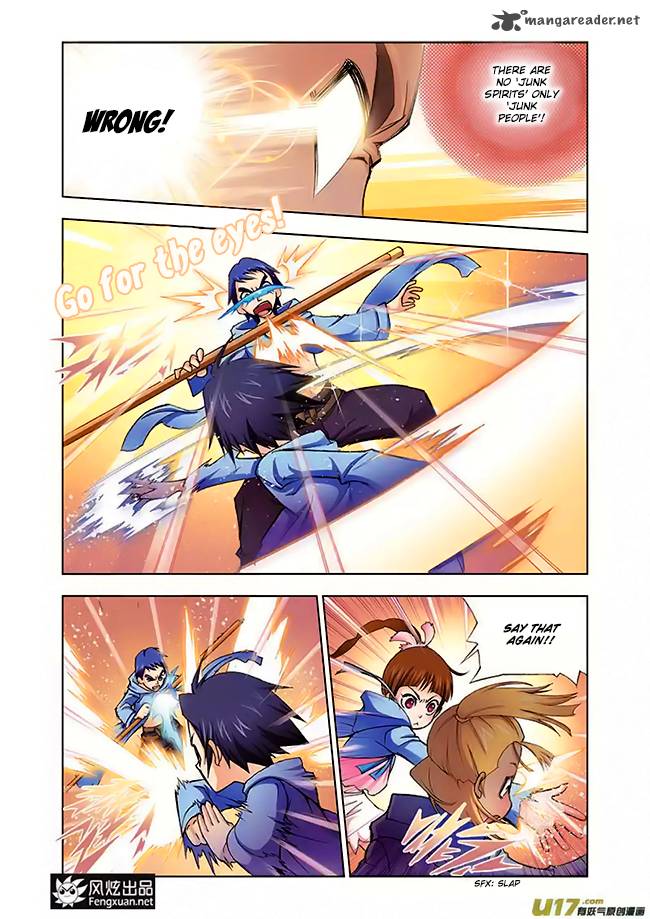 mangareader.net
THERE ARE
NO 'JUNK
SPIRITS' ONLY
'JUNK
PEOPLE'!
WRONG!
Go for the eyes!
SAY THAT
AGAIN!!
SFX: SLAP
风炫出品
Fengxuan.net
U17.com
有妖气原创漫画